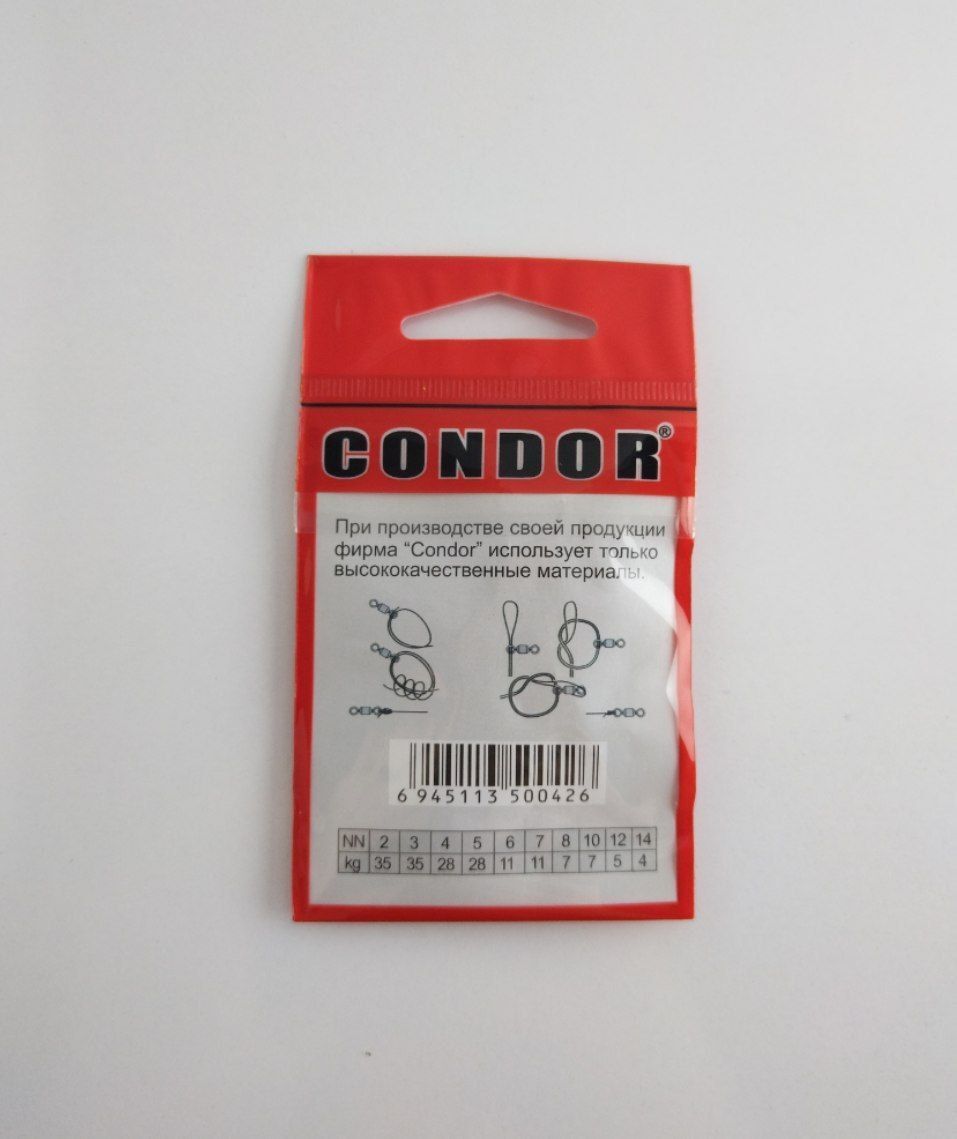 CONDOR®
При производстве своей продукции
фирма “Condor” использует только
высококачественные материалы.
6 945113 500426
NN 2 3 4 5 6 7 8 10 12 14
kg 35 35 28 28 11 11 7 7 5 4